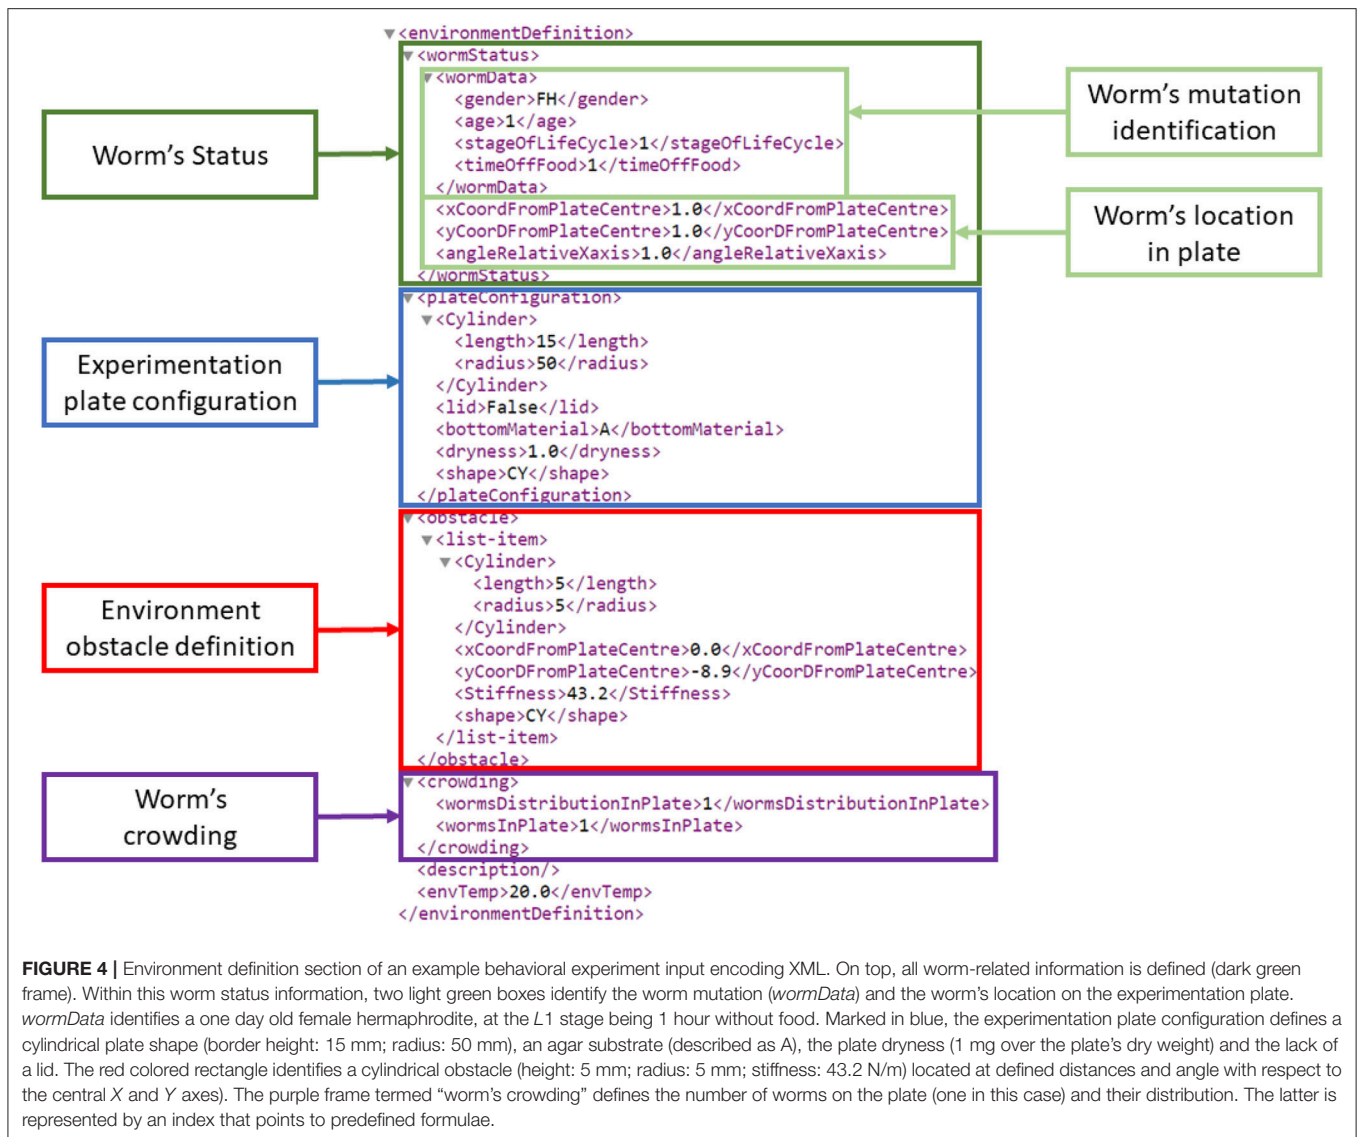 <environmentDefinition>
<wormStatus>
<wormData>
<gender>FH</gender>
<age>1</age>
<stageOfLifeCycle>1</stageOfLifeCycle>
<timeOffFood>1</timeOffFood>
</wormData>
<xCoordFromPlateCentre>1.0</xCoordFromPlateCentre>
<yCoorDFromPlateCentre>1.0</yCoorDFromPlateCentre>
<angleRelativeXaxis>1.0</angleRelativeXaxis>
</wormStatus>
Worm's Status
Worm's mutation
identification
Worm's location
in plate
<plateConfiguration>
<Cylinder>
<length>15</length>
<radius>50</radius>
</Cylinder>
<lid>False</lid>
<bottomMaterial>A</bottomMaterial>
<dryness>1.0</dryness>
<shape>CY</shape>
</plateConfiguration>
Experimentation
plate configuration
<obstacle>
<list-item>
<Cylinder>
<length>5</length>
<radius>5</radius>
</Cylinder>
<xCoordFromPlateCentre>0.0</xCoordFromPlateCentre>
<yCoorDFromPlateCentre>-8.9</yCoorDFromPlateCentre>
<Stiffness>43.2</Stiffness>
<shape>CY</shape>
</list-item>
</obstacle>
Environment
obstacle definition
<crowding>
<wormsDistributionInPlate>1</wormsDistributionInPlate>
<wormsInPlate>1</wormsInPlate>
</crowding>
Worm's
crowding
<description/>
<envTemp>20.0</envTemp>
</environmentDefinition>
FIGURE 4 | Environment definition section of an example behavioral experiment input encoding XML. On top, all worm-related information is defined (dark green
frame). Within this worm status information, two light green boxes identify the worm mutation (wormData) and the worm's location on the experimentation plate.
wormData identifies a one day old female hermaphrodite, at the L1 stage being 1 hour without food. Marked in blue, the experimentation plate configuration defines a
cylindrical plate shape (border height: 15 mm; radius: 50 mm), an agar substrate (described as A), the plate dryness (1 mg over the plate's dry weight) and the lack of
a lid. The red colored rectangle identifies a cylindrical obstacle (height: 5 mm; radius: 5 mm; stiffness: 43.2 N/m) located at defined distances and angle with respect to
the central X and Y axes). The purple frame termed "worm's crowding" defines the number of worms on the plate (one in this case) and their distribution. The latter is
represented by an index that points to predefined formulae.